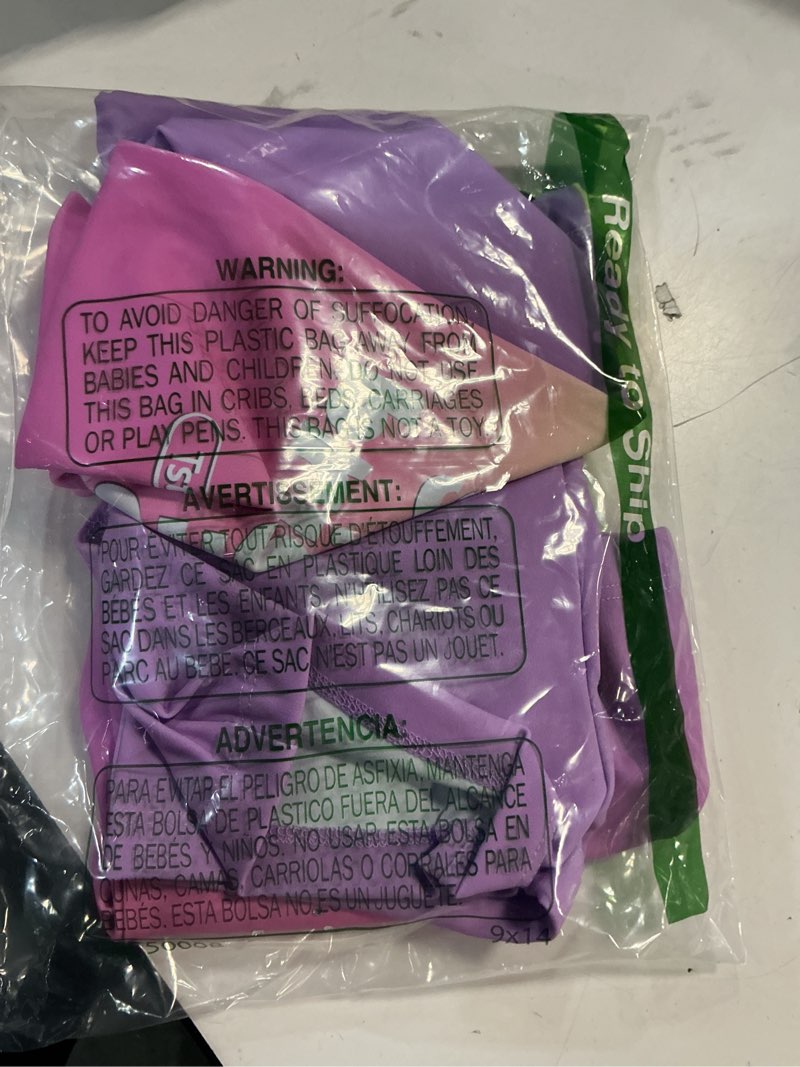 WARNING:
TO AVOID DANGER OF SUFFOCATION,
KEEP THIS PLASTIC BAG AWAY FROM
BABIES AND CHILDREN. DO NOT USE
THIS BAG IN CRIBS, BEDS, CARRIAGES
OR PLAY PENS. THIS BAG IS NOT A TOY.
TS
AVERTISSEMENT:
POUR EVITER TOUT RISQUE D'ÉTOUFFEMENT,
GARDEZ CE SAC EN PLASTIQUE LOIN DES
BEBÉS ET LES ENFANTS. N'UTILISEZ PAS CE
SAC DANS LES BERCEAUX, LITS, CHARIOTS OU
PARC AU BEBE. CE SAC N'EST PAS UN JOUET.
ADVERTENCIA:
PARA EVITAR EL PELIGRO DE ASFIXIA, MANTENGA
ESTA BOLSA DE PLASTICO FUERA DEL ALCANCE
DE BEBÉS Y NIÑOS. NO USAR ESTA BOLSA EN
CUNAS, CAMAS, CARRIOLAS O CORRALES PARA
BEBÉS. ESTA BOLSA NO ES UN JUGUETE.
9x14
Ready to Ship